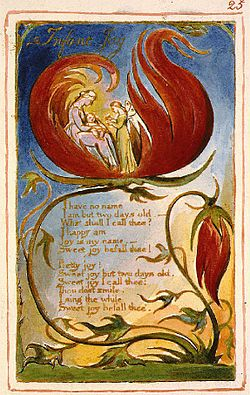 25
Infant Joy
I have no name
I am but two days old. —
What shall I call thee?
I happy am
Joy is my name, —
Sweet joy befall thee!
Pretty joy!
Sweet joy but two days old.
Sweet joy I call thee;
Thou dost smile.
I sing the while
Sweet joy befall thee.